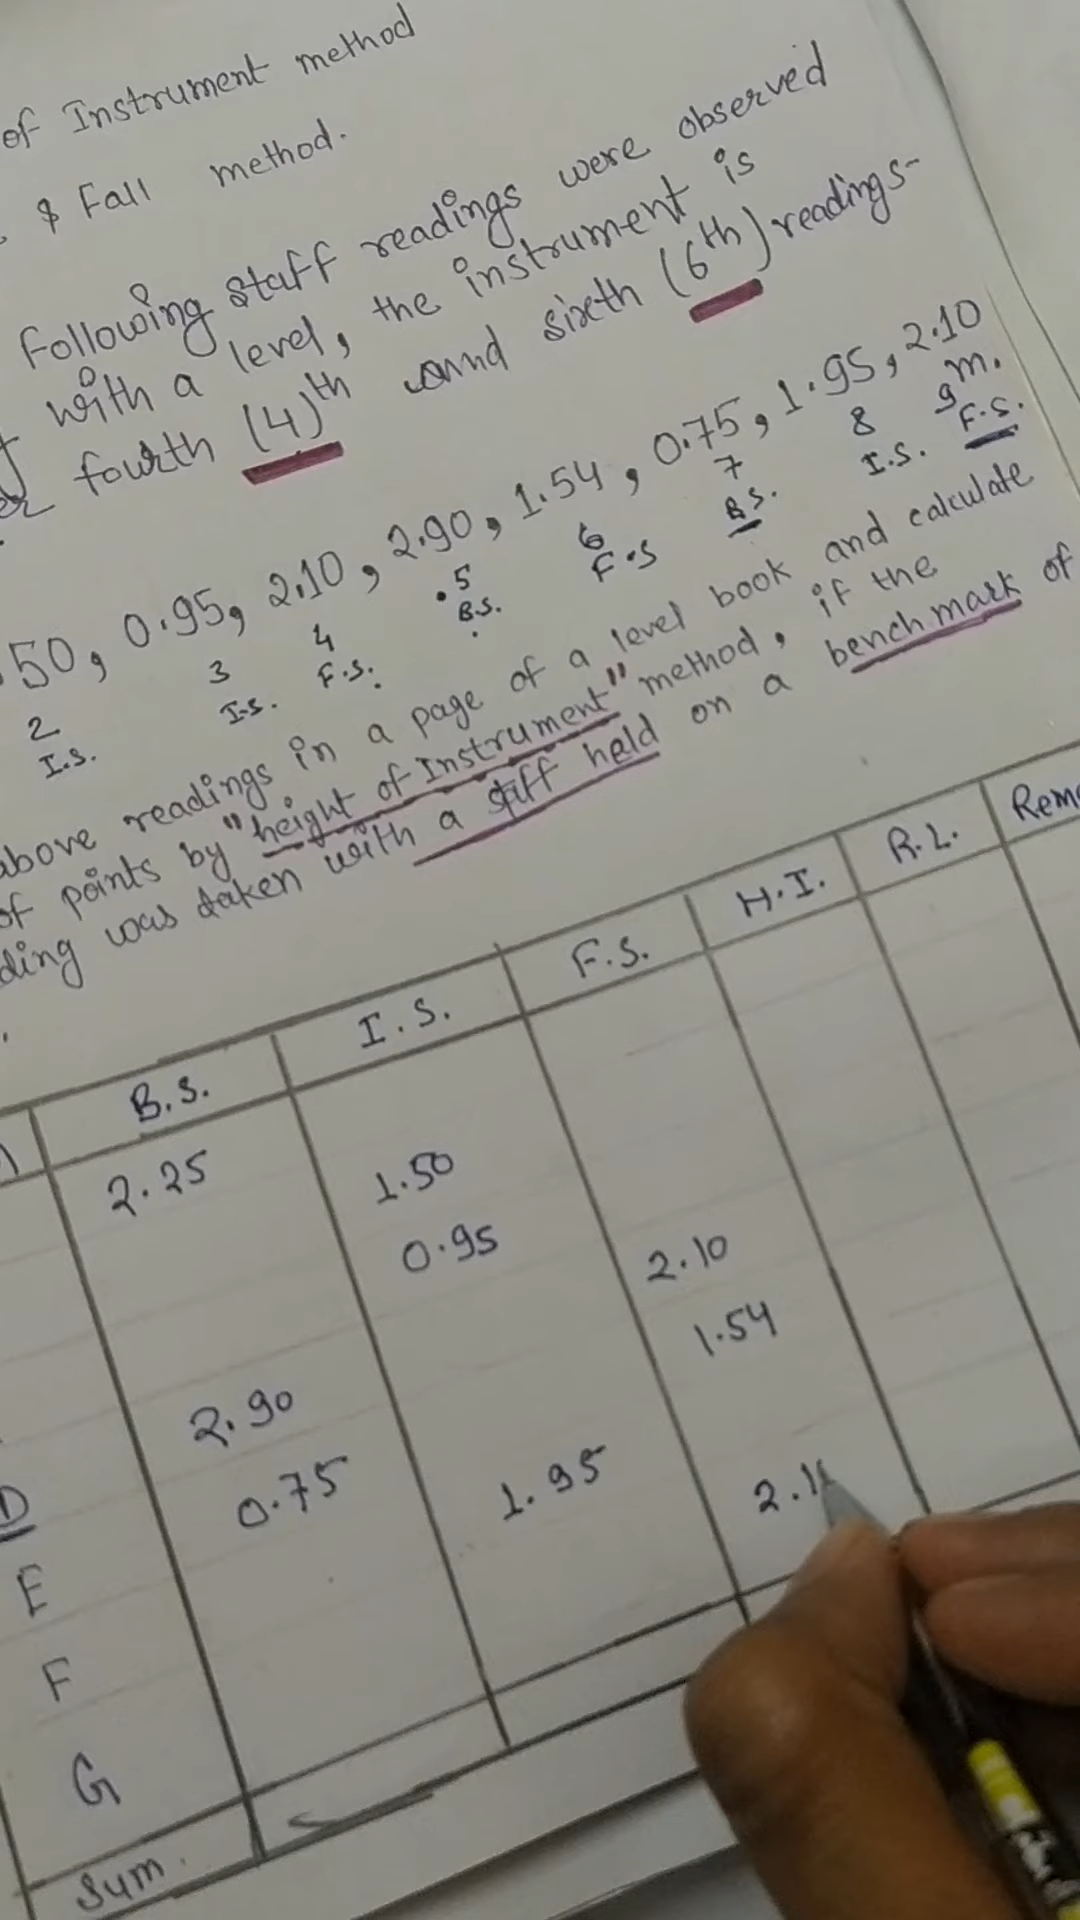 of Instrument method
& Fall method.
Following staff readings were observed
with a level, the instrument is
fourth (4)th and sixth (6th) readings-
.50, 0.95, 2.10, 2.90, 1.54, 0.75, 1.95, 2.10 m.
2 3 4 .5 6 7 8 9
I.S. I.S. F.S. B.S. F.S B.S. I.S. F.S.
above readings in a page of a level book and calculate
of points by "height of Instrument" method, if the
ding was taken with a staff held on a benchmark of
B.S. I.S. F.S. H.I. R.L. Rema
2.25
1.50
0.95
2.10
2.90 1.54
D 0.75 1.95 2.1
E
F
G
Sum.